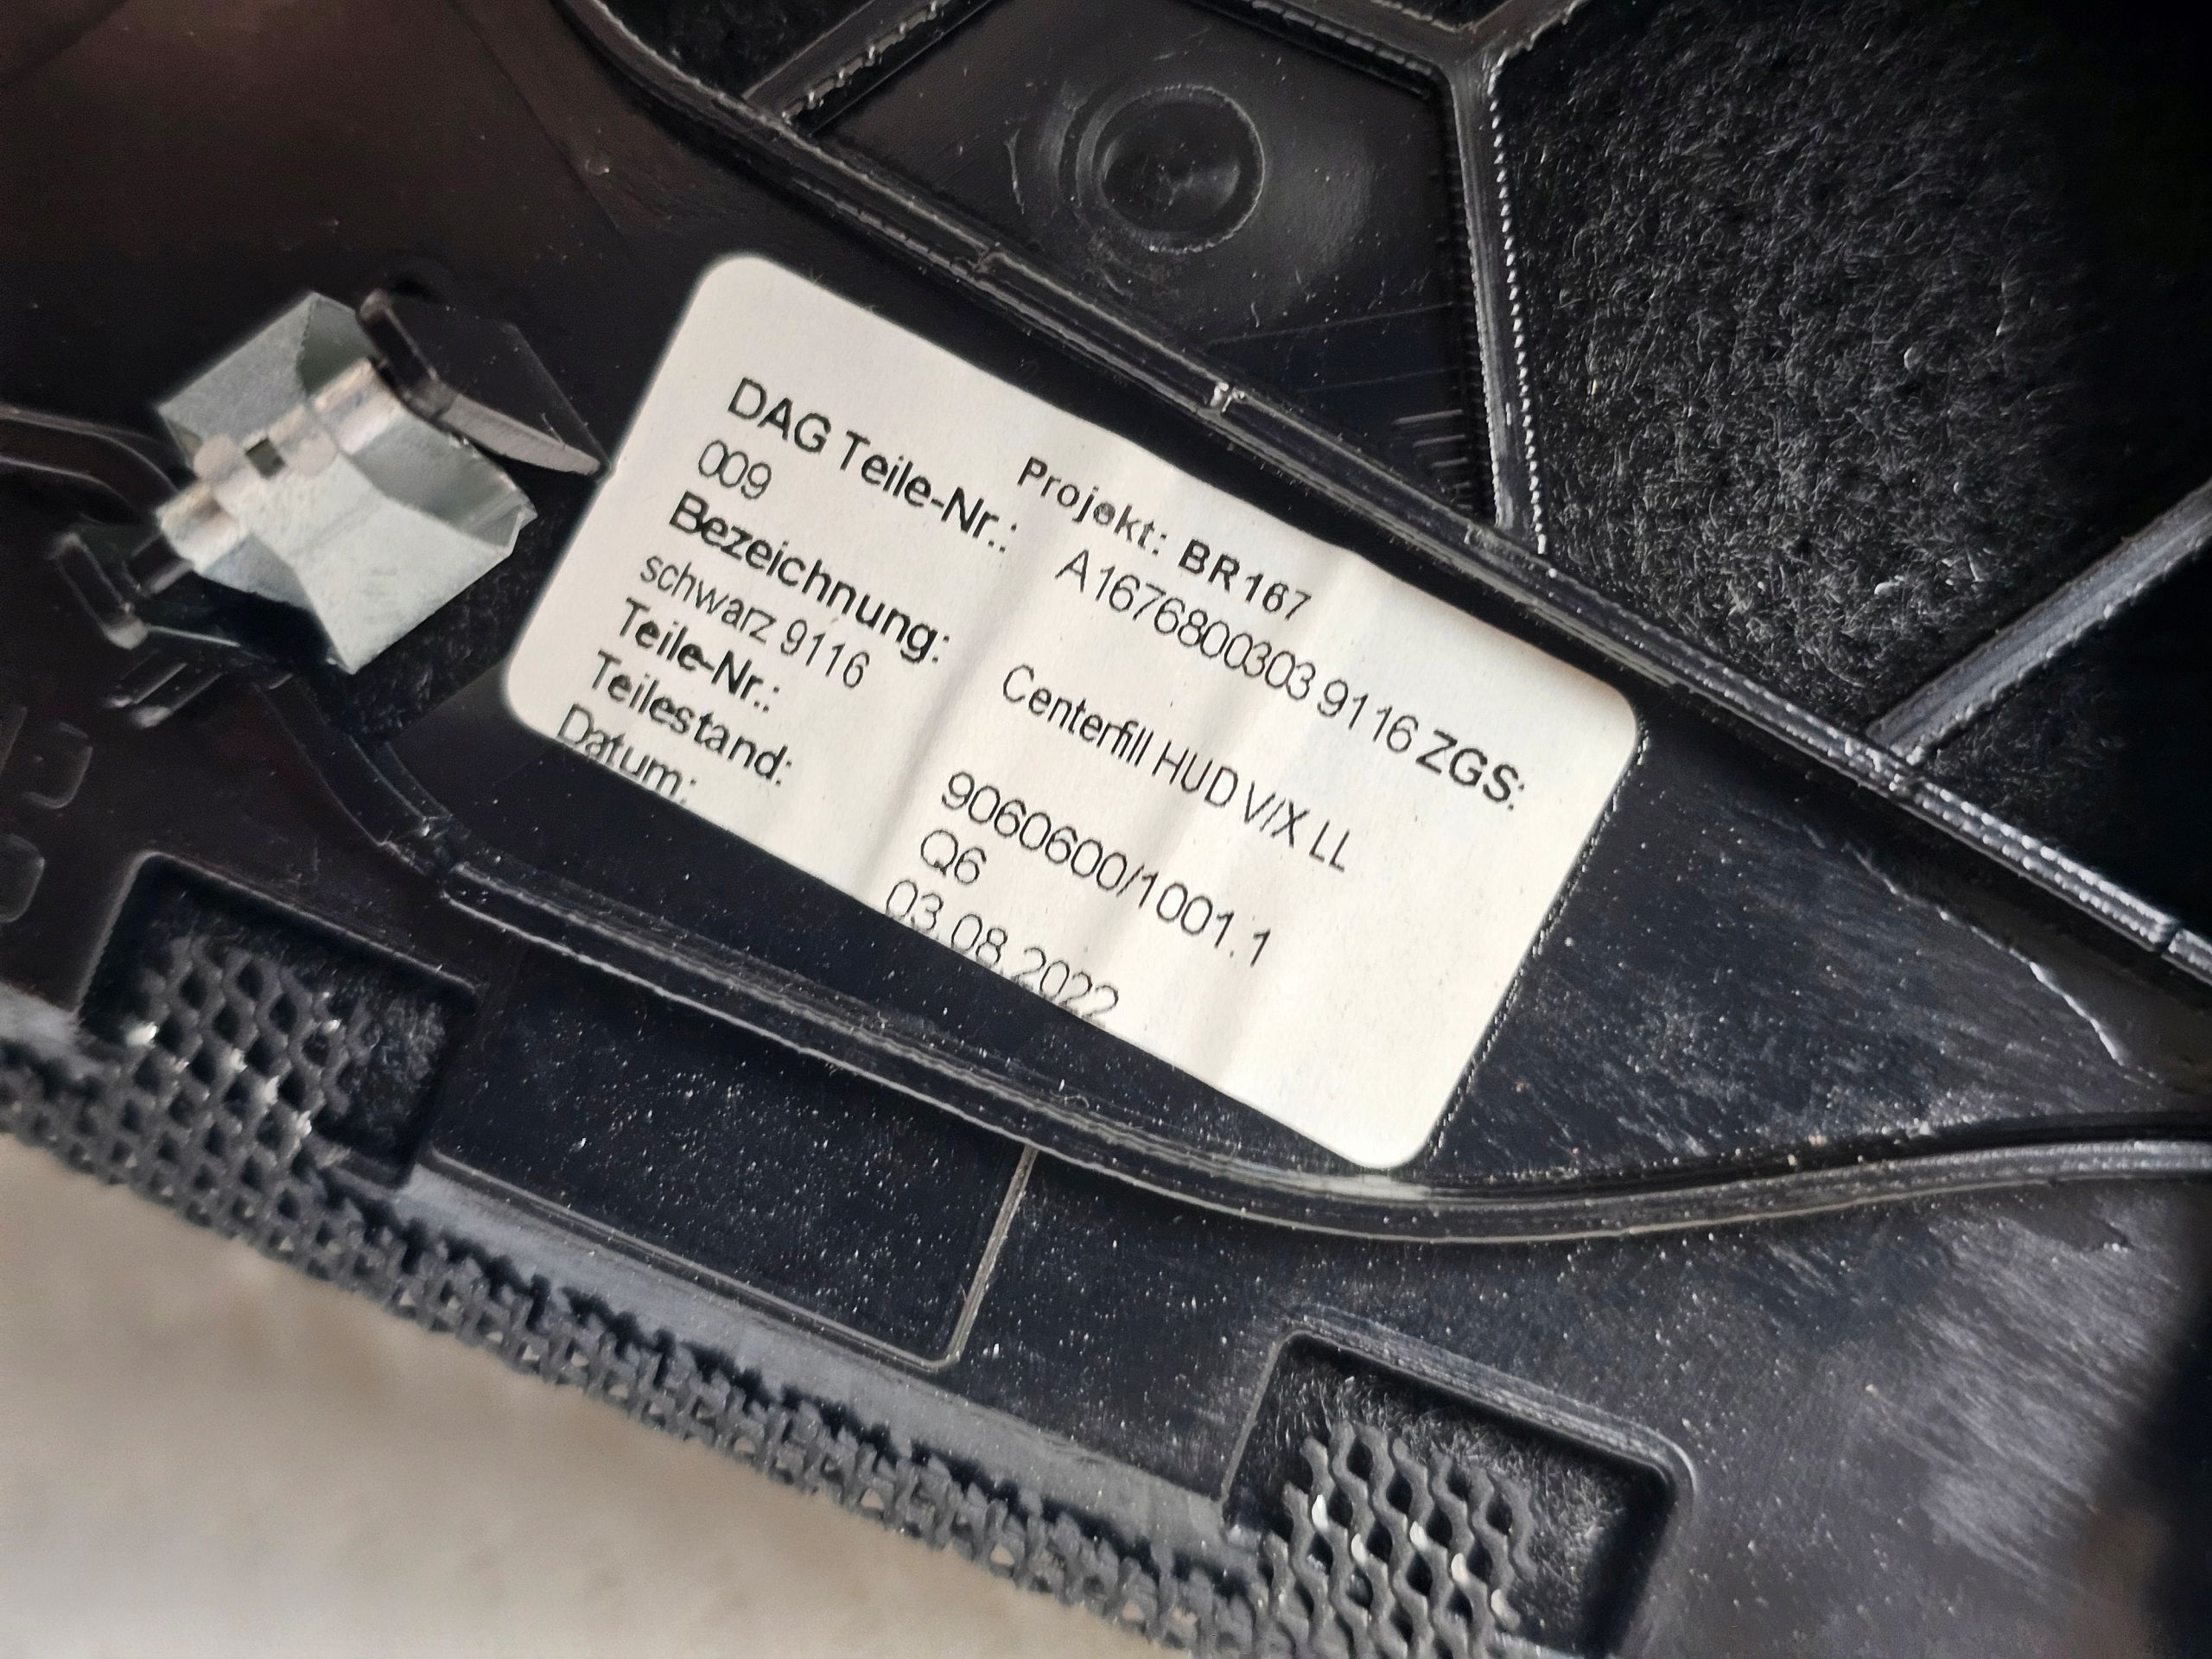 Projekt: BR167
DAG Teile-Nr.: A1676800303 9116 ZGS:
009
Bezeichnung: Centerfill HUD V/X LL
schwarz 9116
Teile-Nr.: 9060600/1001.1
Teilestand: Q6
Datum: 03.08.2022